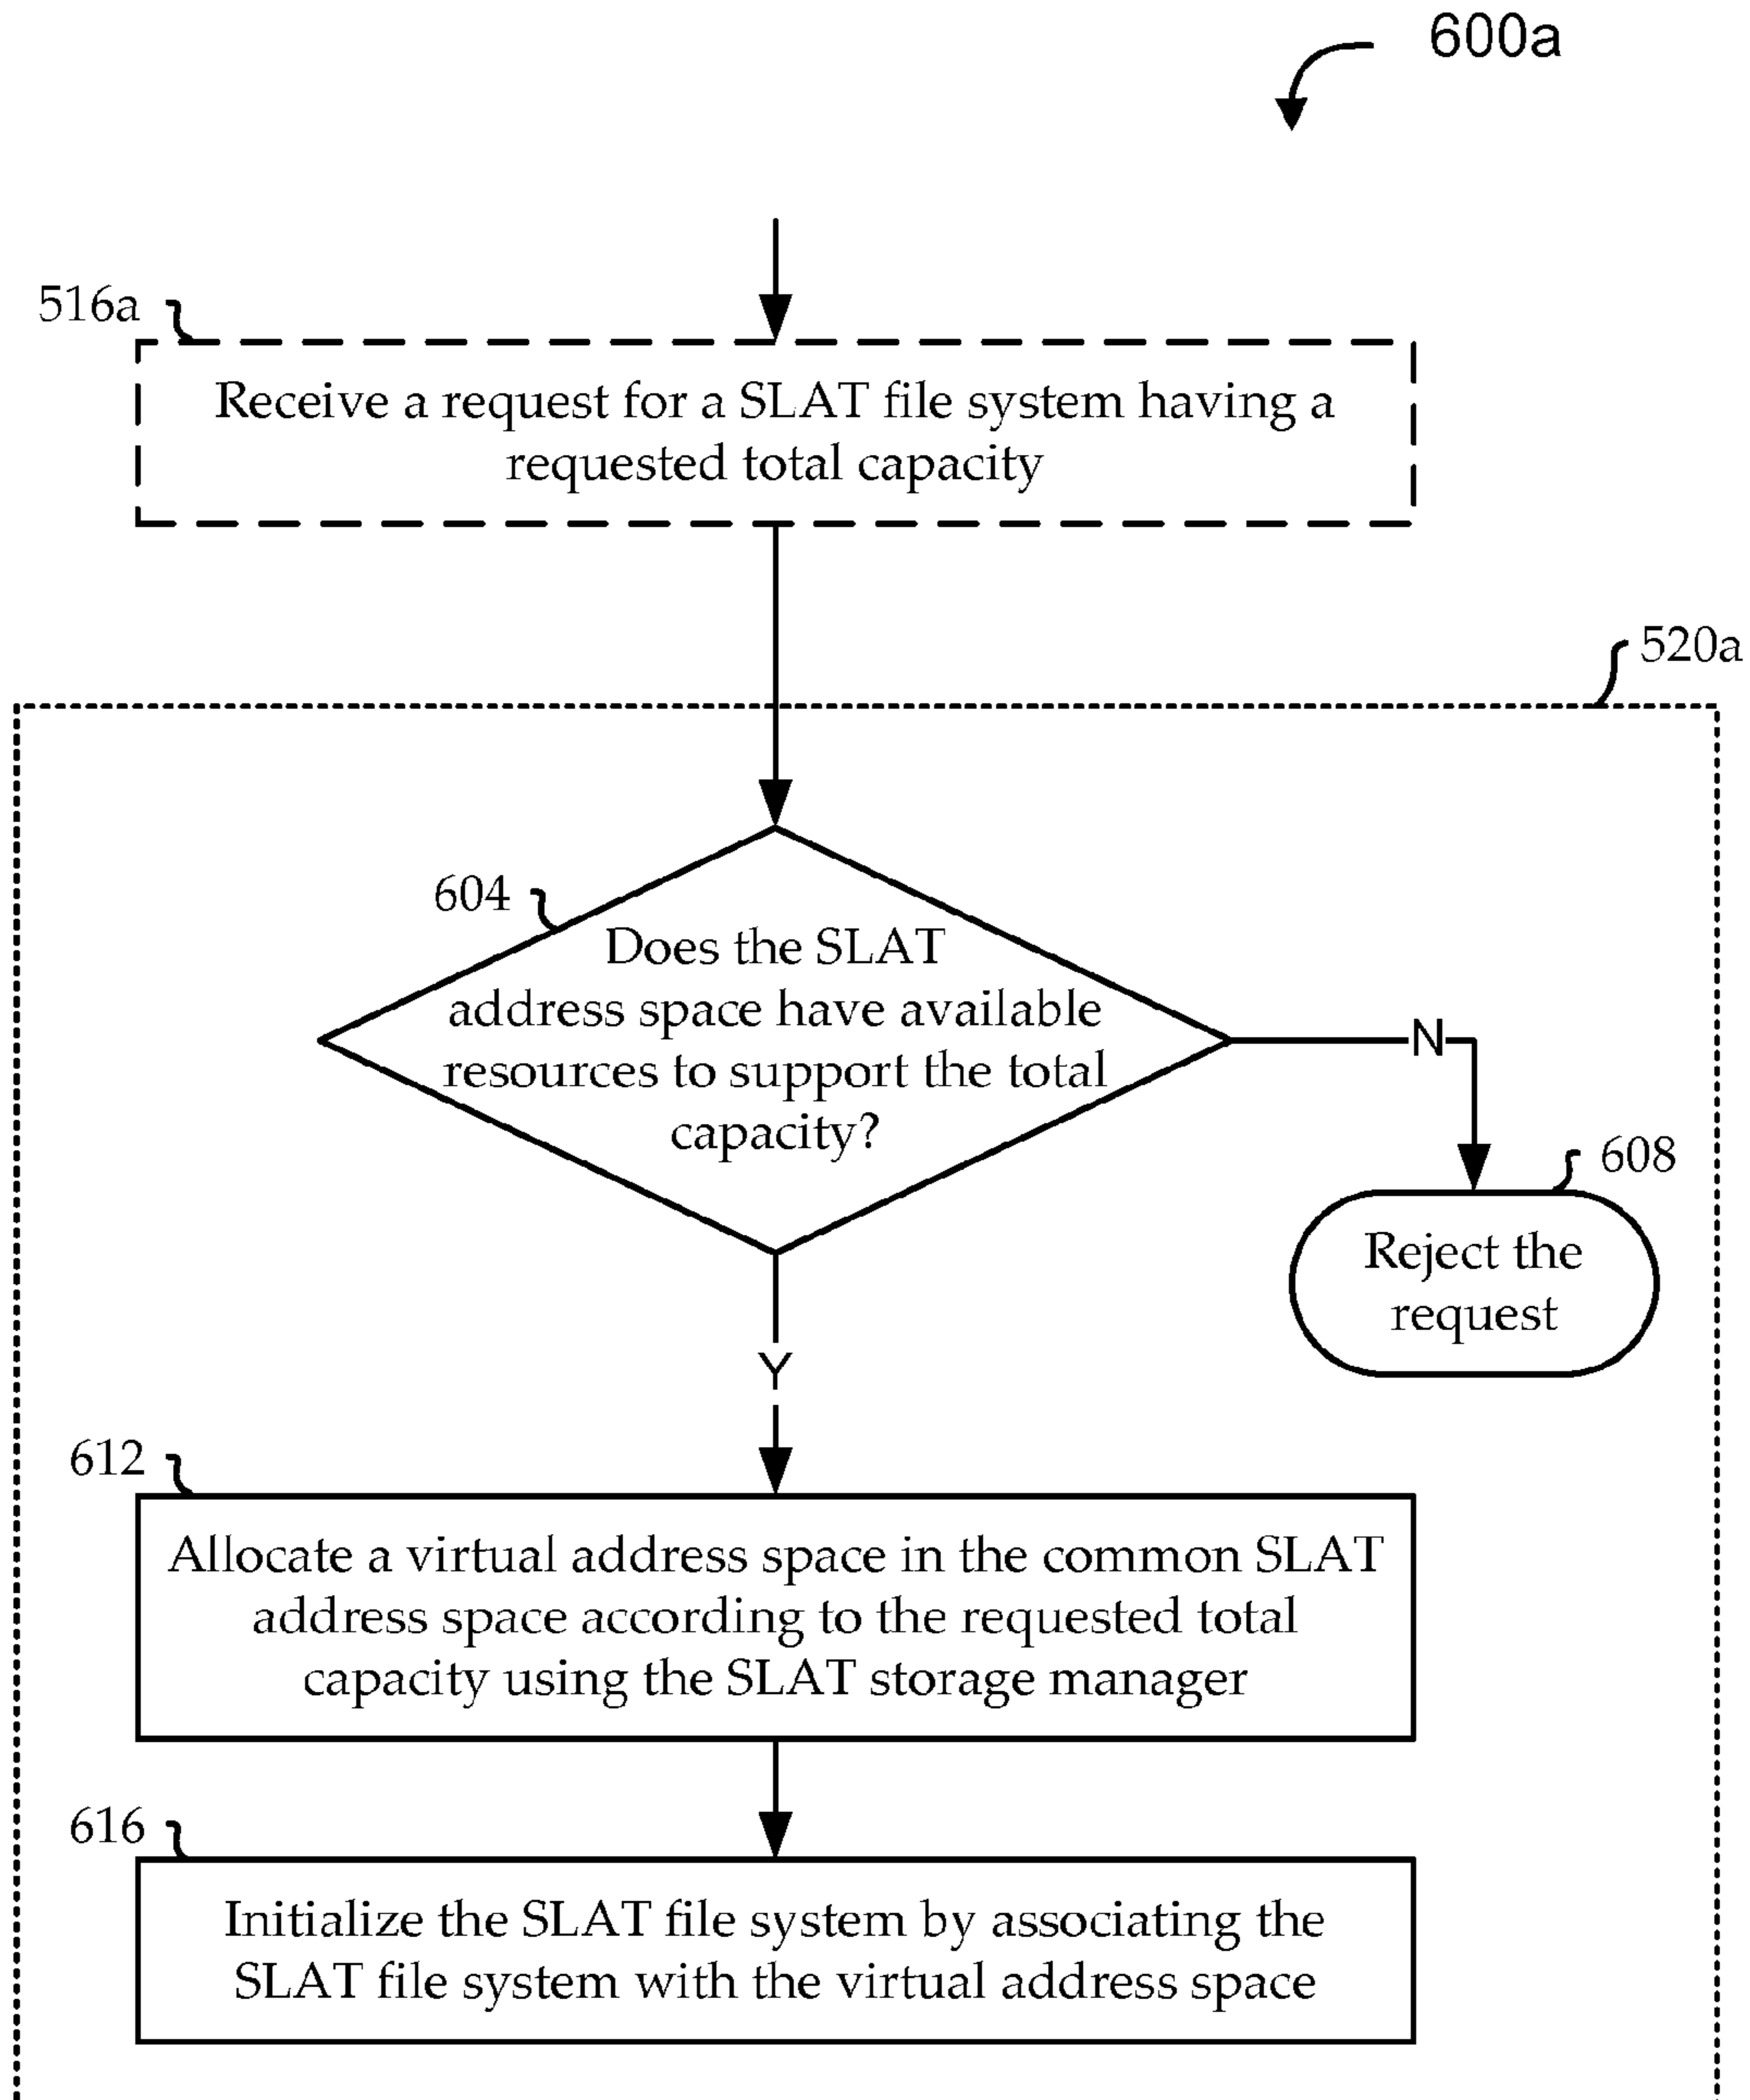 600a
516a
Receive a request for a SLAT file system having a
requested total capacity
520a
604
Does the SLAT
address space have available
resources to support the total
capacity?
N
608
Reject the
request
Y
612
Allocate a virtual address space in the common SLAT
address space according to the requested total
capacity using the SLAT storage manager
616
Initialize the SLAT file system by associating the
SLAT file system with the virtual address space